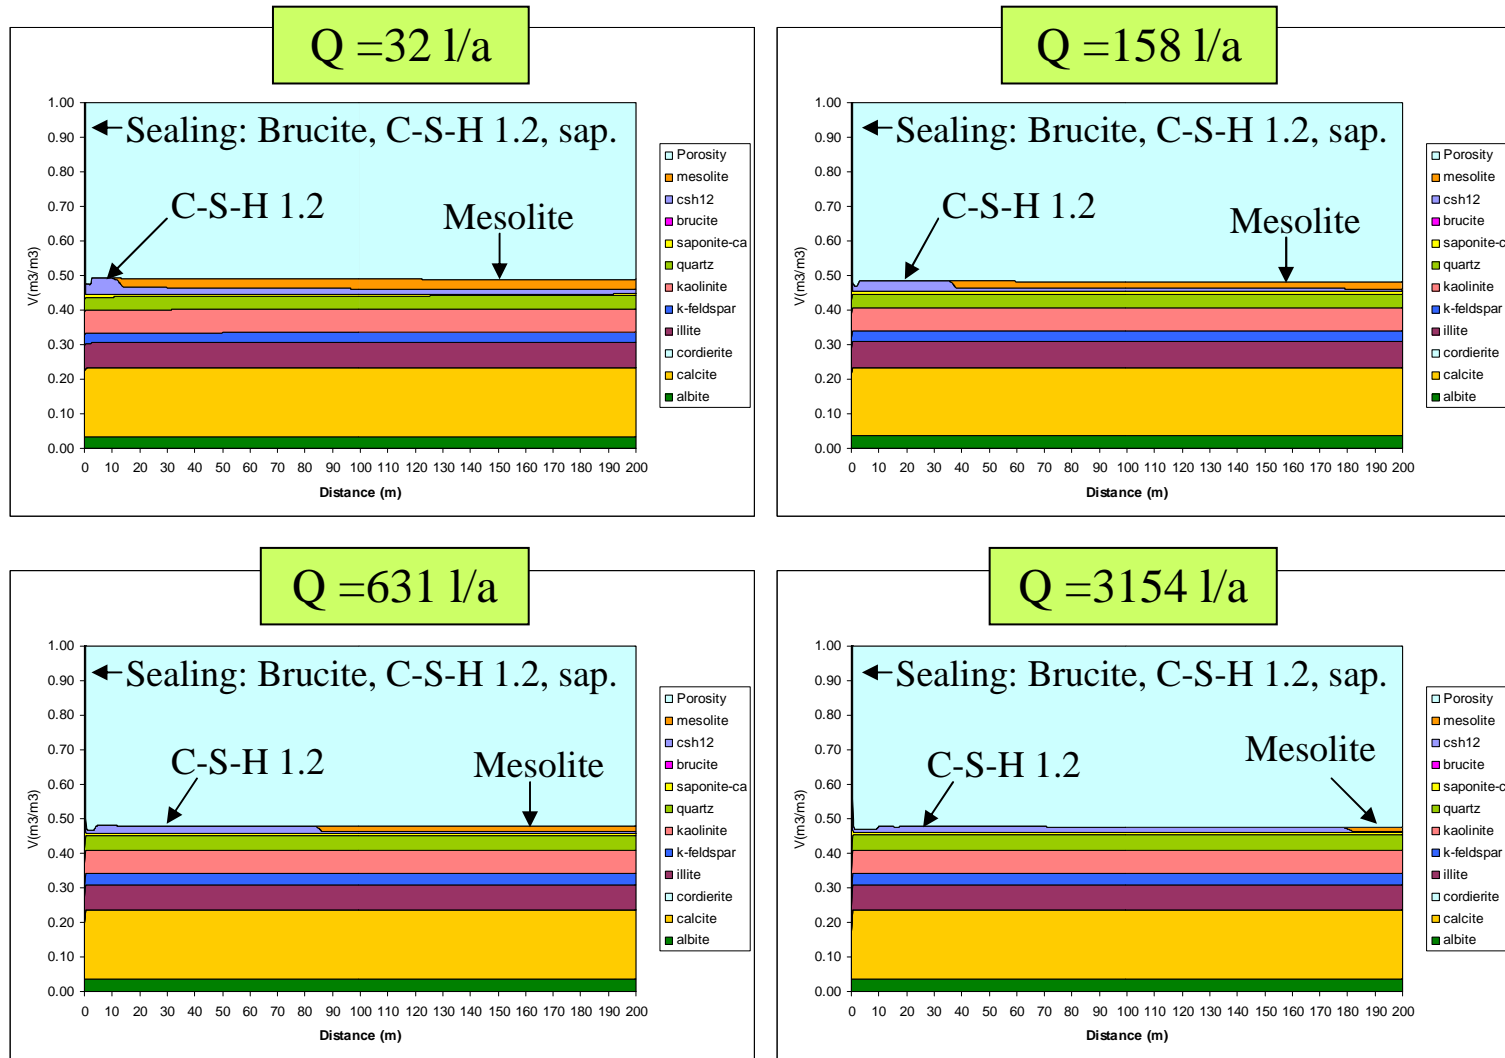 Q =32 l/a
1.00
0.90
0.80
0.70
0.60
0.50
0.40
0.30
0.20
0.10
0.00
V(m3/m3)
Sealing: Brucite, C-S-H 1.2, sap.
C-S-H 1.2
Mesolite
0 10 20 30 40 50 60 70 80 90 100 110 120 130 140 150 160 170 180 190 200
Distance (m)
Porosity
mesolite
csh12
brucite
saponite-ca
quartz
kaolinite
k-feldspar
illite
cordierite
calcite
albite
Q =158 l/a
1.00
0.90
0.80
0.70
0.60
0.50
0.40
0.30
0.20
0.10
0.00
V(m3/m3)
Sealing: Brucite, C-S-H 1.2, sap.
C-S-H 1.2
Mesolite
0 10 20 30 40 50 60 70 80 90 100 110 120 130 140 150 160 170 180 190 200
Distance (m)
Porosity
mesolite
csh12
brucite
saponite-c
quartz
kaolinite
k-feldspar
illite
cordierite
calcite
albite
Q =631 l/a
1.00
0.90
0.80
0.70
0.60
0.50
0.40
0.30
0.20
0.10
0.00
V(m3/m3)
Sealing: Brucite, C-S-H 1.2, sap.
C-S-H 1.2
Mesolite
0 10 20 30 40 50 60 70 80 90 100 110 120 130 140 150 160 170 180 190 200
Distance (m)
Porosity
mesolite
csh12
brucite
saponite-ca
quartz
kaolinite
k-feldspar
illite
cordierite
calcite
albite
Q =3154 l/a
1.00
0.90
0.80
0.70
0.60
0.50
0.40
0.30
0.20
0.10
0.00
V(m3/m3)
Sealing: Brucite, C-S-H 1.2, sap.
C-S-H 1.2
Mesolite
0 10 20 30 40 50 60 70 80 90 100 110 120 130 140 150 160 170 180 190 200
Distance (m)
Porosity
mesolite
csh12
brucite
saponite-c
quartz
kaolinite
k-feldspar
illite
cordierite
calcite
albite